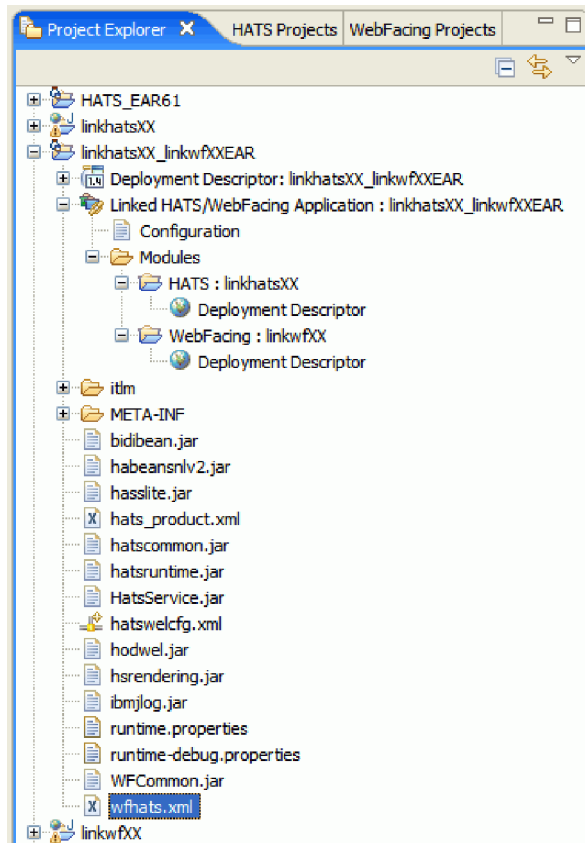 Project Explorer HATS Projects WebFacing Projects
HATS_EAR61
linkhatsXX
linkhatsXX_linkwfXXEAR
1.4 Deployment Descriptor: linkhatsXX_linkwfXXEAR
Linked HATS/WebFacing Application : linkhatsXX_linkwfXXEAR
Configuration
Modules
HATS : linkhatsXX
Deployment Descriptor
WebFacing : linkwfXX
Deployment Descriptor
itlm
META-INF
bidibean.jar
habeansnlv2.jar
hasslite.jar
hats_product.xml
hatscommon.jar
hatsruntime.jar
HatsService.jar
hatswelcfg.xml
hodwel.jar
hsrendering.jar
ibmjlog.jar
runtime.properties
runtime-debug.properties
WFCommon.jar
wfhats.xml
linkwfXX